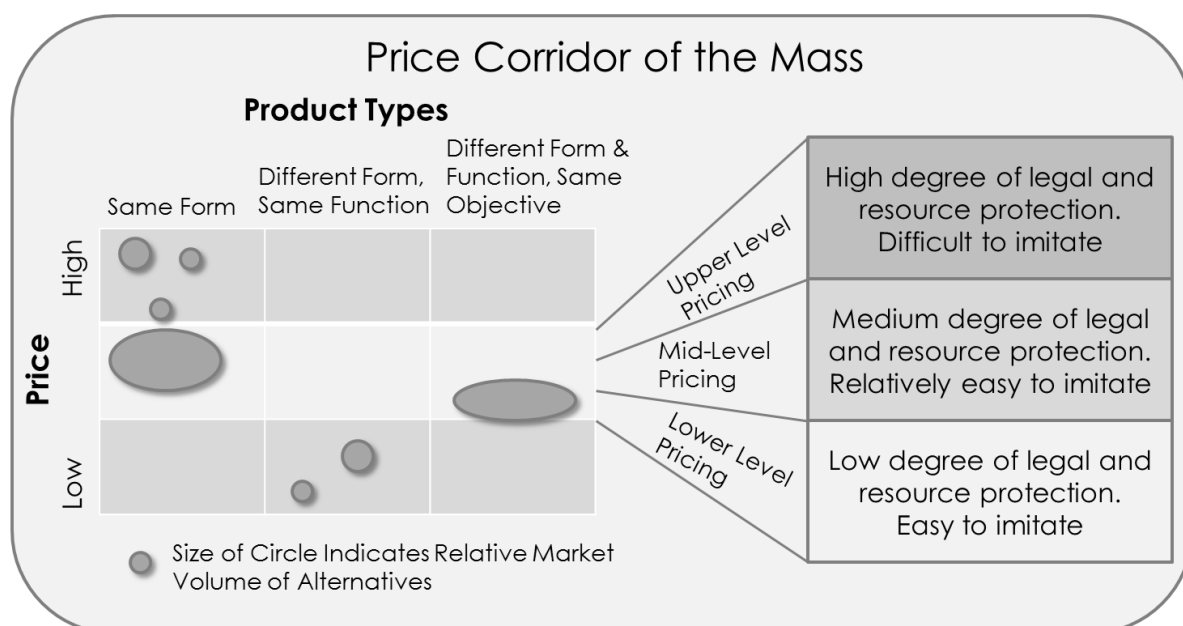 Price Corridor of the Mass
Product Types
Same Form
Different Form,
Same Function
Different Form &
Function, Same
Objective
Price
High
Low
Upper Level
Pricing
Mid-Level
Pricing
Lower Level
Pricing
High degree of legal and
resource protection.
Difficult to imitate
Medium degree of legal
and resource protection.
Relatively easy to imitate
Low degree of legal and
resource protection.
Easy to imitate
Size of Circle Indicates Relative Market
Volume of Alternatives